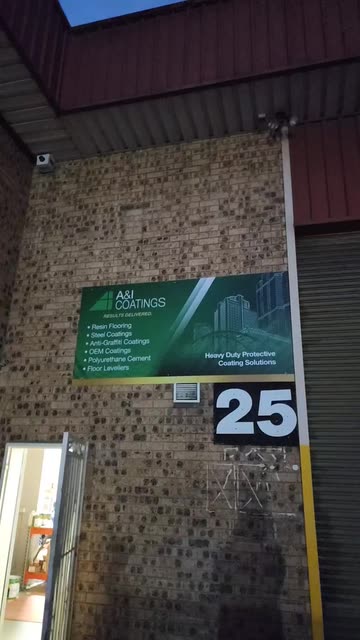 A&I
COATINGS
RESULTS DELIVERED.
• Resin Flooring
• Steel Coatings
• Anti-Graffiti Coatings
• OEM Coatings
• Polyurethane Cement
• Floor Levellers
Heavy Duty Protective
Coating Solutions
25